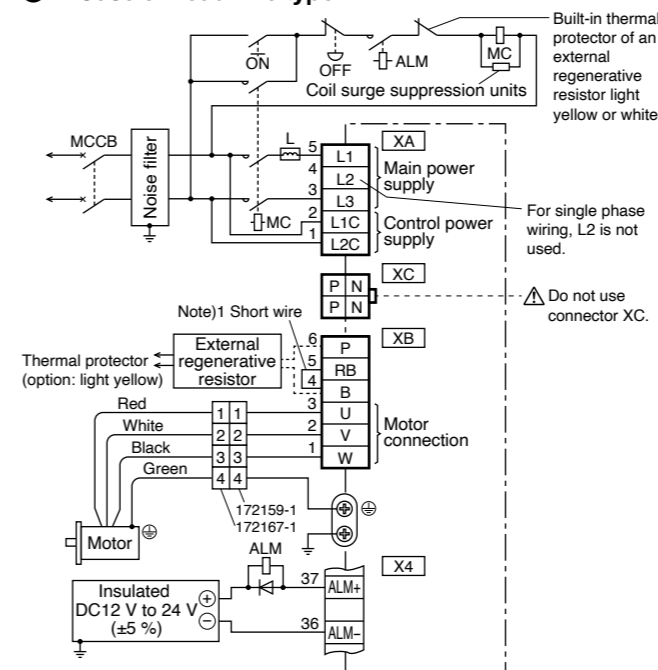 Built-in thermal
protector of an
external
regenerative
resistor light
yellow or white
ON
OFF
ALM
MC
Coil surge suppression units
MCCB
Noise filter
L
MC
XA
5 L1
4 L2
3 L3
2 L1C
1 L2C
Main power
supply
Control power
supply
For single phase
wiring, L2 is not
used.
XC
P N
P N
Do not use
connector XC.
Note)1 Short wire
XB
External
regenerative
resistor
Thermal protector
(option: light yellow)
6 P
5 RB
4 B
3 U
2 V
1 W
Motor
connection
Red
White
Black
Green
1 1
2 2
3 3
4 4
172159-1
172167-1
Motor
ALM
X4
Insulated
DC12 V to 24 V
(±5 %)
+
−
37 ALM+
36 ALM−